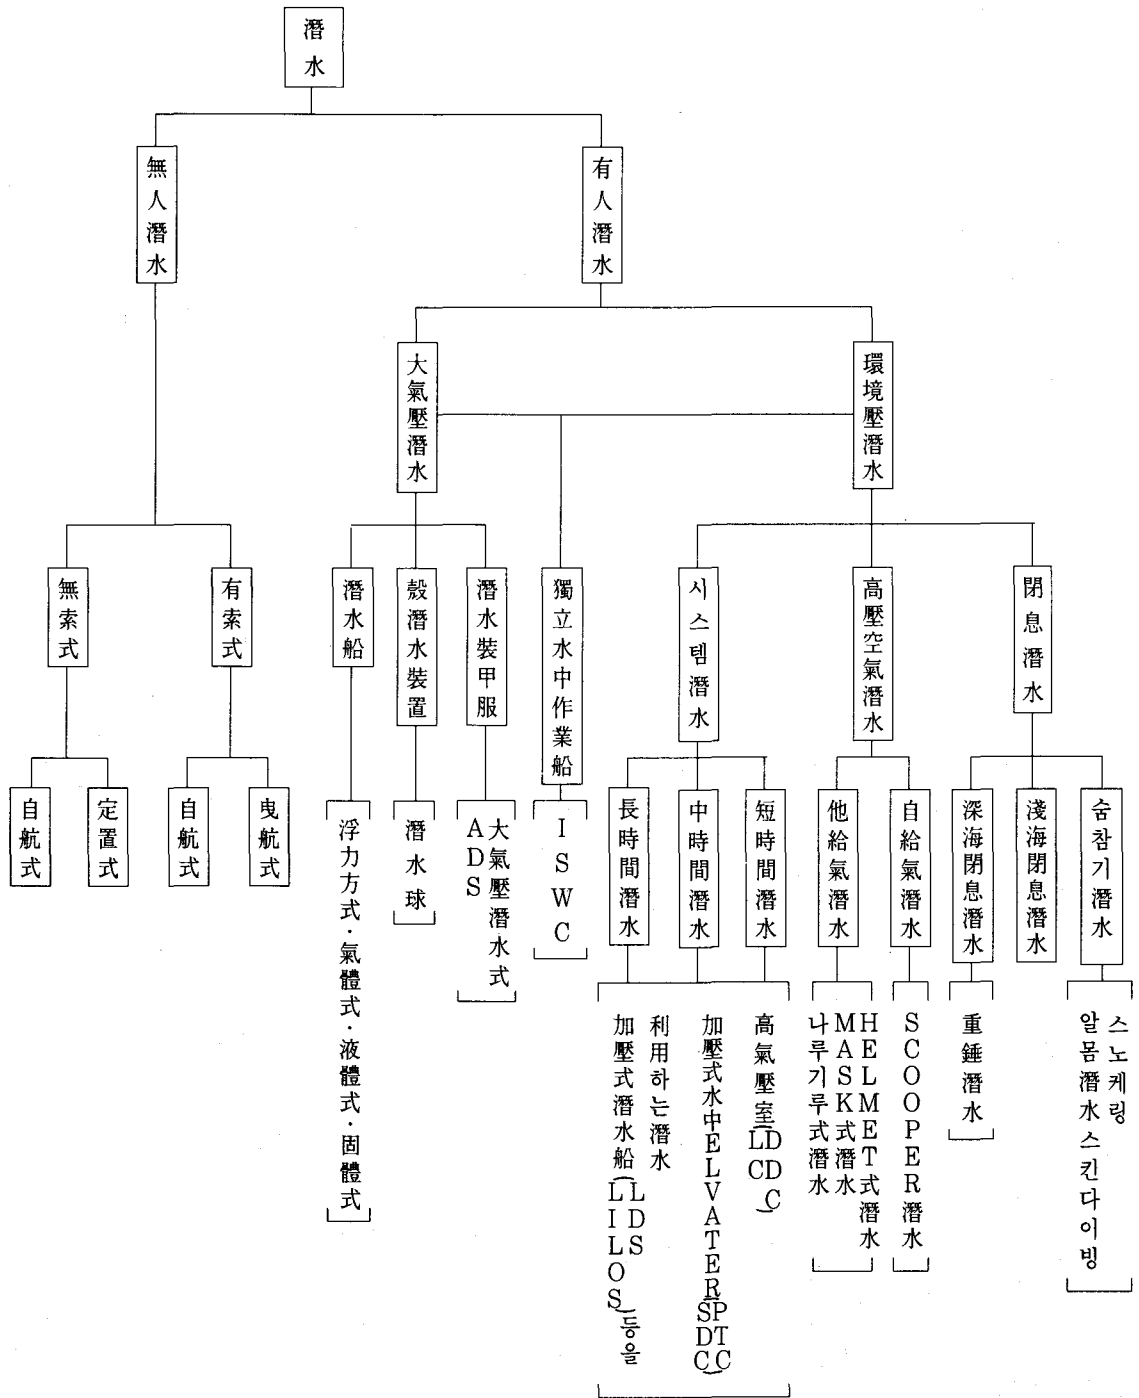 潛水
無人潛水
有人潛水
大氣壓潛水
環境壓潛水
無索式
有索式
潛水船
殼潛水裝置
潛水裝甲服
獨立水中作業船
시스템潛水
高壓空氣潛水
閉息潛水
自航式
定置式
自航式
曳航式
浮力方式·氣體式·液體式·固體式
潛水球
大氣壓潛水式
ADS
ISWC
長時間潛水
中時間潛水
短時間潛水
他給氣潛水
自給氣潛水
深海閉息潛水
淺海閉息潛水
숨참기潛水
高氣壓室(DDC
LC)
加壓式水中ELVATER(PTC
SDC)
加壓式潛水船(LDS
LILOS)등을
利用하는潛水
HELMET式潛水
MASK式潛水
나루기루式潛水
SCOOPER潛水
重錘潛水
스노케링
알몸潛水스킨다이빙